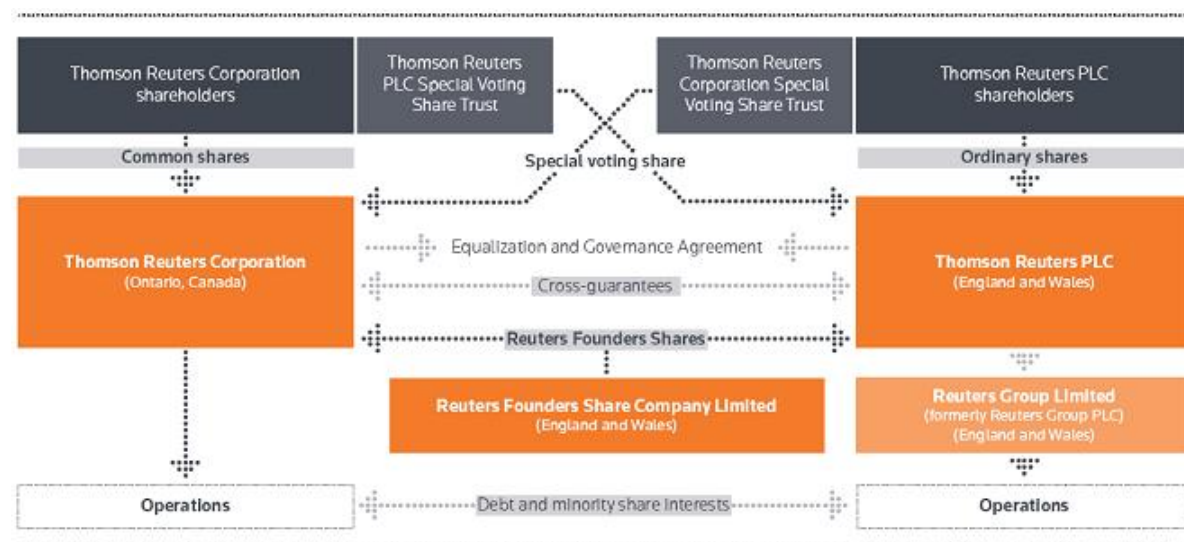 Thomson Reuters Corporation
shareholders
Thomson Reuters
PLC Special Voting
Share Trust
Thomson Reuters
Corporation Special
Voting Share Trust
Thomson Reuters PLC
shareholders
Common shares
Special voting share
Ordinary shares
Thomson Reuters Corporation
(Ontario, Canada)
Equalization and Governance Agreement
Cross-guarantees
Thomson Reuters PLC
(England and Wales)
Reuters Founders Shares
Reuters Founders Share Company Limited
(England and Wales)
Reuters Group Limited
(formerly Reuters Group PLC)
(England and Wales)
Operations
Debt and minority share interests
Operations